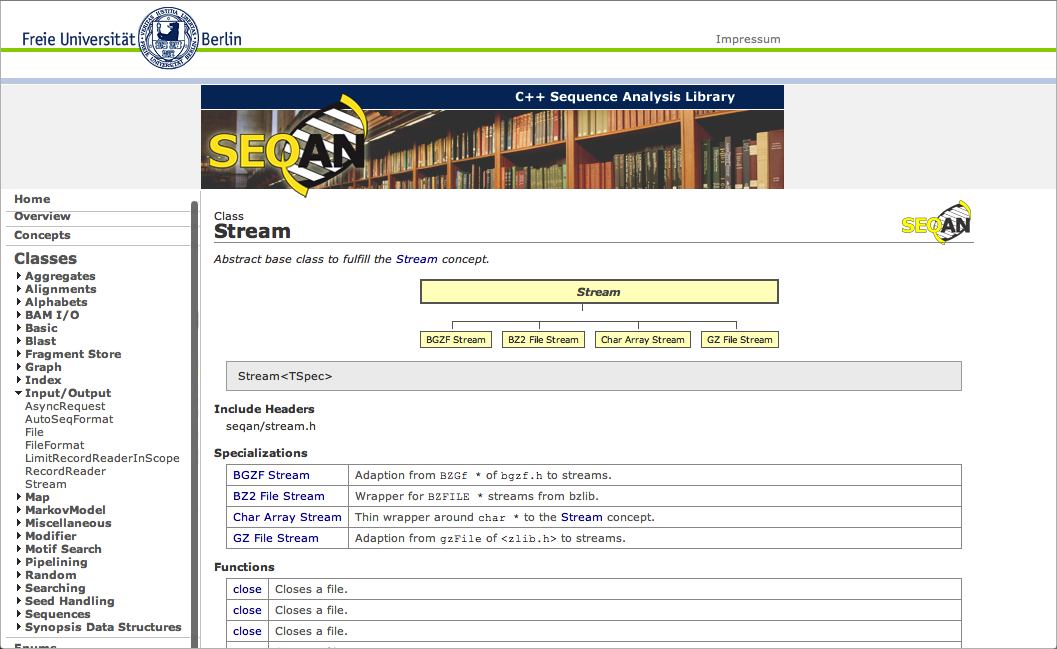 Freie Universität Berlin
Impressum
C++ Sequence Analysis Library
SEQAN
Home
Overview
Concepts
Classes
Aggregates
Alignments
Alphabets
BAM I/O
Basic
Blast
Fragment Store
Graph
Index
Input/Output
AsyncRequest
AutoSeqFormat
File
FileFormat
LimitRecordReaderInScope
RecordReader
Stream
Map
MarkovModel
Miscellaneous
Modifier
Motif Search
Pipelining
Random
Searching
Seed Handling
Sequences
Synopsis Data Structures
Enums
Class
Stream
SEQAN
Abstract base class to fulfill the Stream concept.
Stream
BGZF Stream BZ2 File Stream Char Array Stream GZ File Stream
Stream<TSpec>
Include Headers
seqan/stream.h
Specializations
BGZF Stream Adaption from BZGf * of bgzf.h to streams.
BZ2 File Stream Wrapper for BZFILE * streams from bzlib.
Char Array Stream Thin wrapper around char * to the Stream concept.
GZ File Stream Adaption from gzFile of <zlib.h> to streams.
Functions
close Closes a file.
close Closes a file.
close Closes a file.